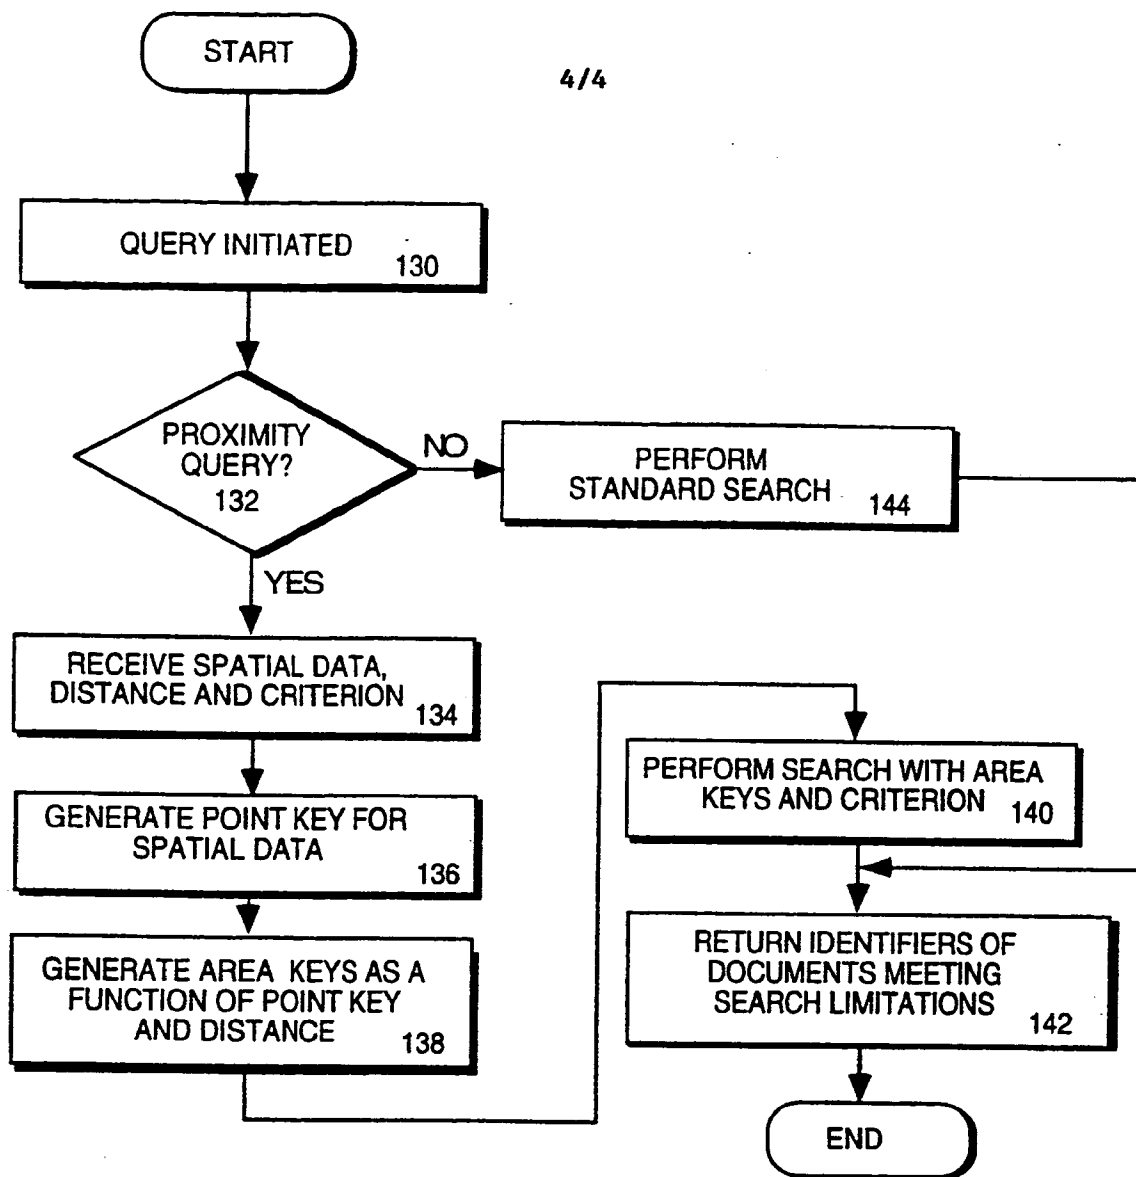 START
4/4
QUERY INITIATED
130
PROXIMITY
QUERY?
132
NO
PERFORM
STANDARD SEARCH
144
YES
RECEIVE SPATIAL DATA,
DISTANCE AND CRITERION
134
GENERATE POINT KEY FOR
SPATIAL DATA
136
GENERATE AREA KEYS AS A
FUNCTION OF POINT KEY
AND DISTANCE
138
PERFORM SEARCH WITH AREA
KEYS AND CRITERION
140
RETURN IDENTIFIERS OF
DOCUMENTS MEETING
SEARCH LIMITATIONS
142
END